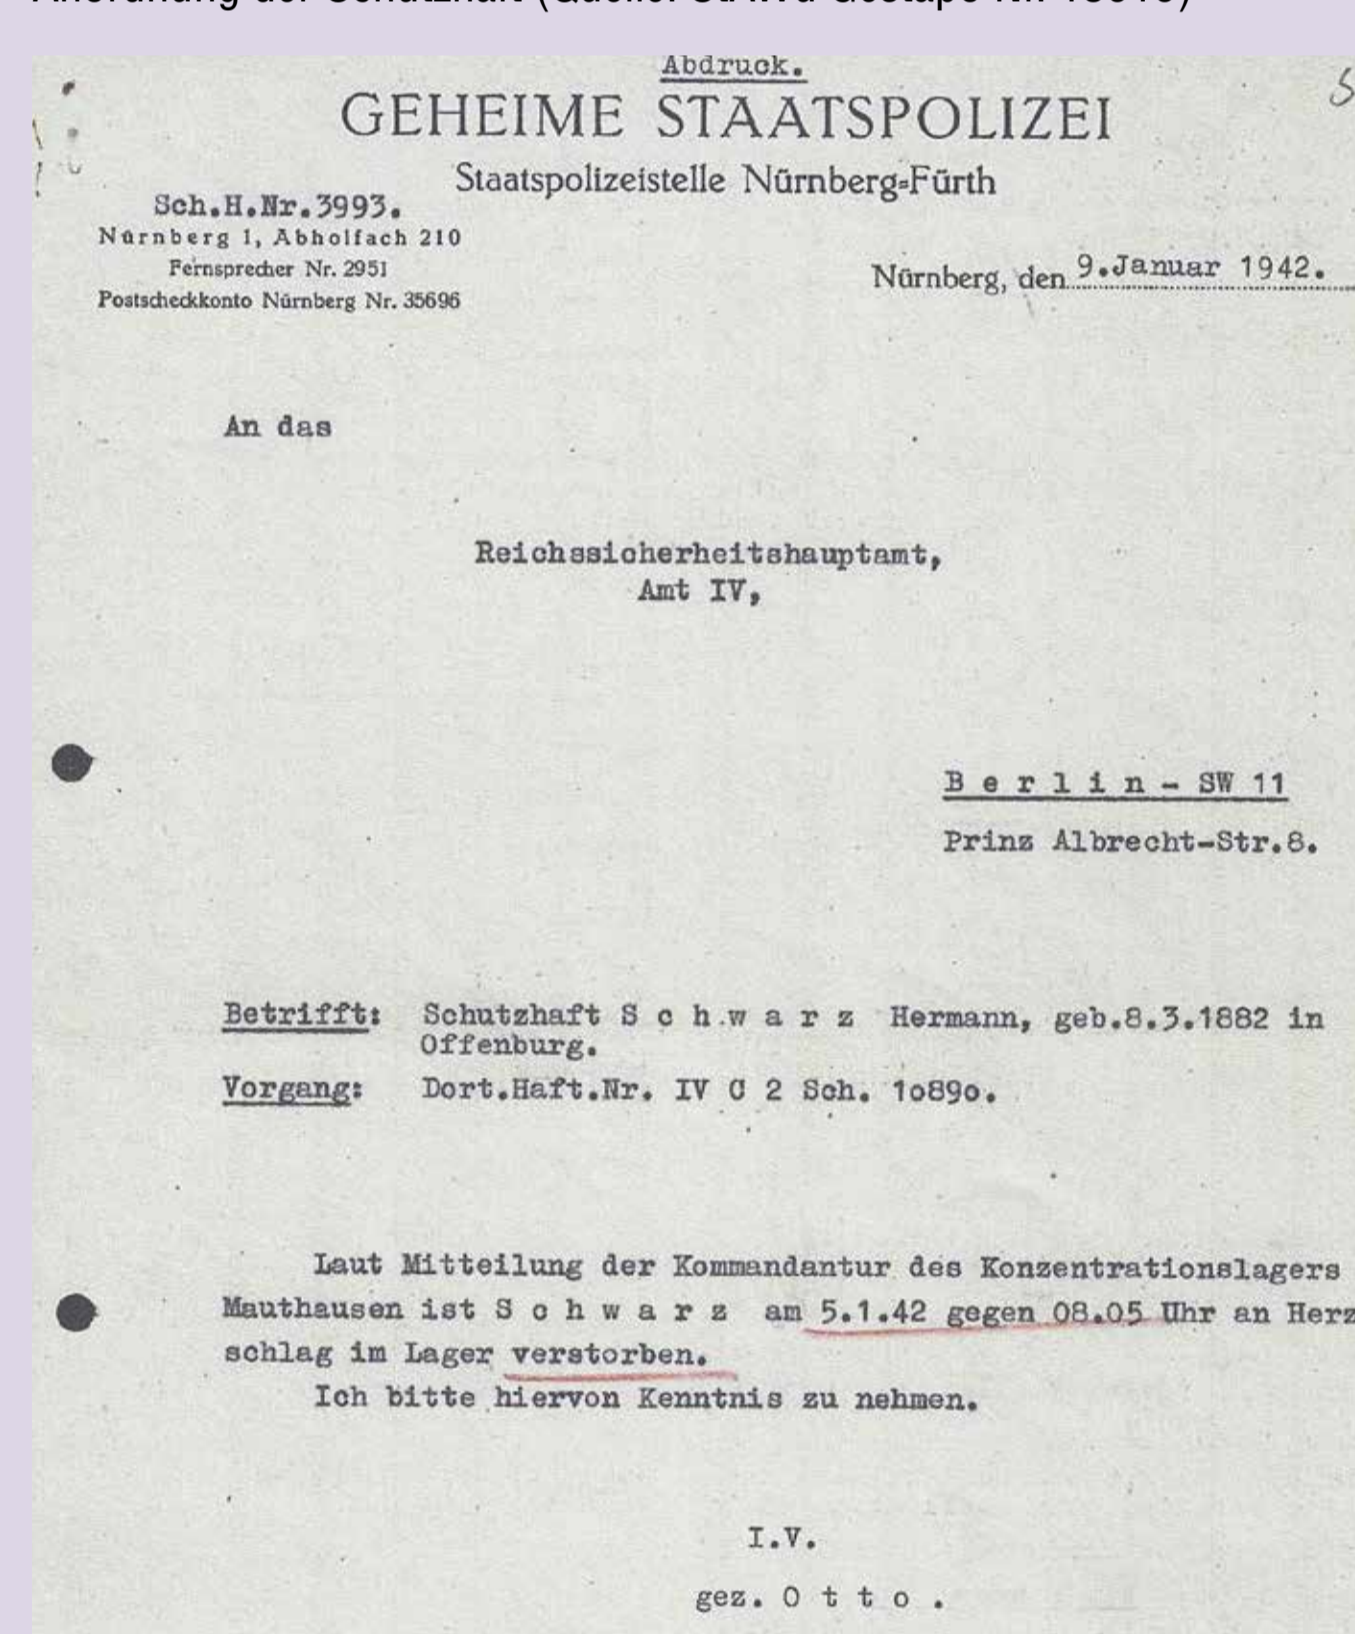 Abdruck.
GEHEIME STAATSPOLIZEI
Staatspolizeistelle Nürnberg-Fürth
Sch.H.Nr.3993.
Nürnberg 1, Abholfach 210
Fernsprecher Nr. 2951
Postscheckkonto Nürnberg Nr. 35696
Nürnberg, den 9.Januar 1942.
An das
Reichssicherheitshauptamt,
Amt IV,
Berlin - SW 11
Prinz Albrecht-Str.8.
Betrifft: Schutzhaft Schwarz Hermann, geb.8.3.1882 in
Offenburg.
Vorgang: Dort.Haft.Nr. IV C 2 Sch. 1o89o.
Laut Mitteilung der Kommandantur des Konzentrationslagers
Mauthausen ist Schwarz am 5.1.42 gegen 08.05 Uhr an Herz
schlag im Lager verstorben.
Ich bitte hiervon Kenntnis zu nehmen.
I.V.
gez. Otto.